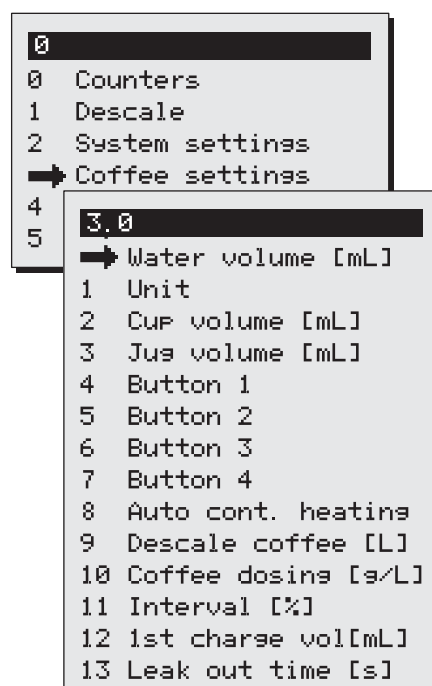 0
0 Counters
1 Descale
2 System settings
Coffee settings
4
5
3.0
Water volume [mL]
1 Unit
2 Cup volume [mL]
3 Jug volume [mL]
4 Button 1
5 Button 2
6 Button 3
7 Button 4
8 Auto cont. heating
9 Descale coffee [L]
10 Coffee dosing [g/L]
11 Interval [%]
12 1st charge vol[mL]
13 Leak out time [s]